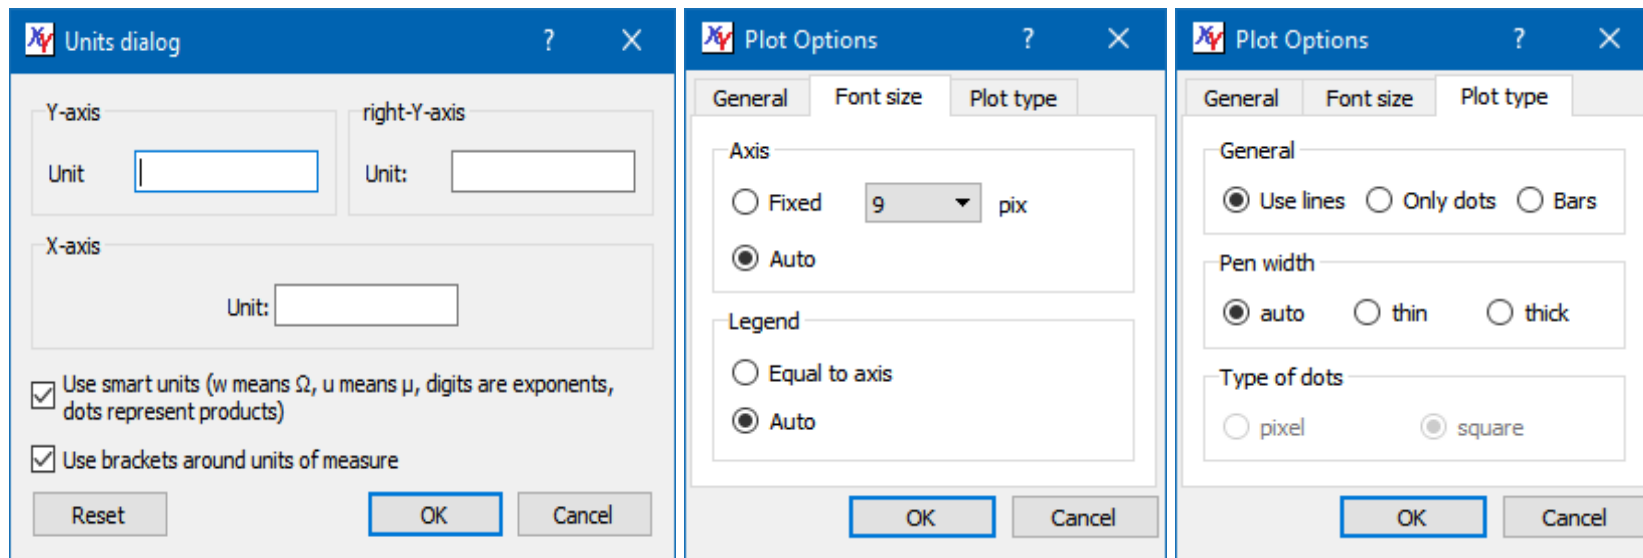 XY Units dialog ? X
Y-axis
Unit
right-Y-axis
Unit:
X-axis
Unit:
Use smart units (w means Ω, u means μ, digits are exponents,
dots represent products)
Use brackets around units of measure
Reset OK Cancel
XY Plot Options ? X
General Font size Plot type
Axis
Fixed 9 pix
Auto
Legend
Equal to axis
Auto
OK Cancel
XY Plot Options ? X
General Font size Plot type
General
Use lines Only dots Bars
Pen width
auto thin thick
Type of dots
pixel square
OK Cancel